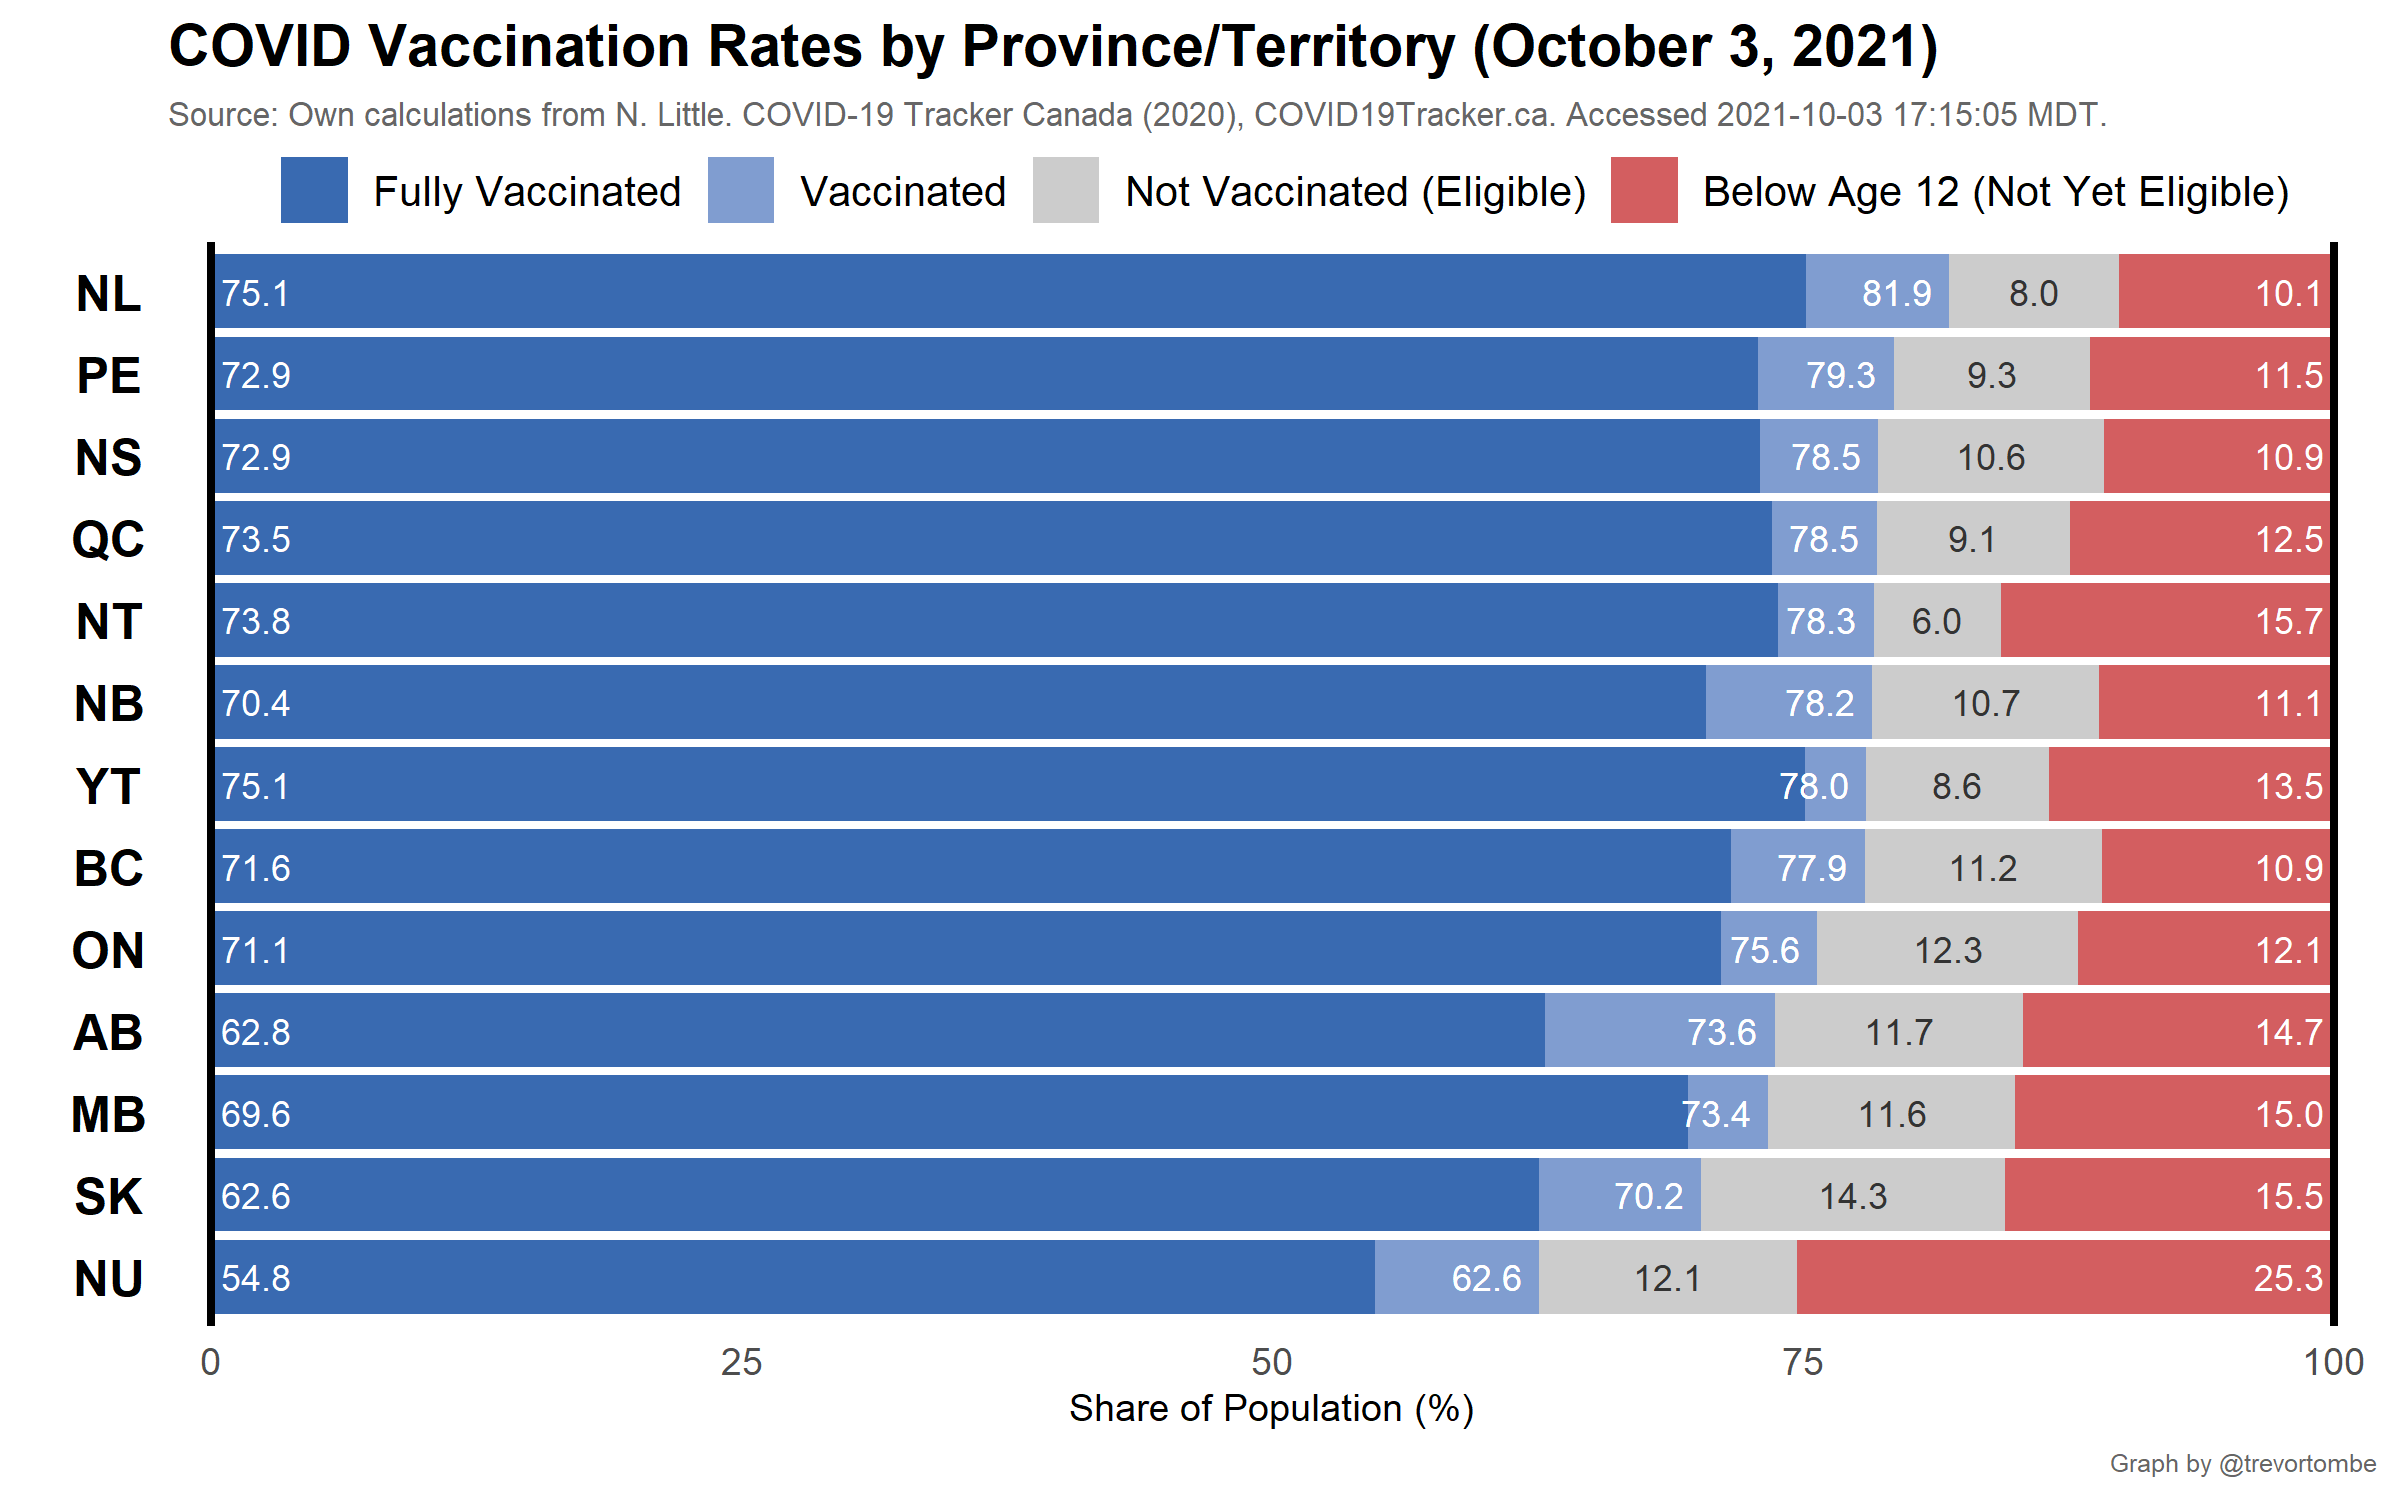 COVID Vaccination Rates by Province/Territory (October 3, 2021)
Source: Own calculations from N. Little. COVID-19 Tracker Canada (2020), COVID19Tracker.ca. Accessed 2021-10-03 17:15:05 MDT.
Fully Vaccinated Vaccinated Not Vaccinated (Eligible) Below Age 12 (Not Yet Eligible)
NL 75.1 81.9 8.0 10.1
PE 72.9 79.3 9.3 11.5
NS 72.9 78.5 10.6 10.9
QC 73.5 78.5 9.1 12.5
NT 73.8 78.3 6.0 15.7
NB 70.4 78.2 10.7 11.1
YT 75.1 78.0 8.6 13.5
BC 71.6 77.9 11.2 10.9
ON 71.1 75.6 12.3 12.1
AB 62.8 73.6 11.7 14.7
MB 69.6 73.4 11.6 15.0
SK 62.6 70.2 14.3 15.5
NU 54.8 62.6 12.1 25.3
0 25 50 75 100
Share of Population (%)
Graph by @trevortombe